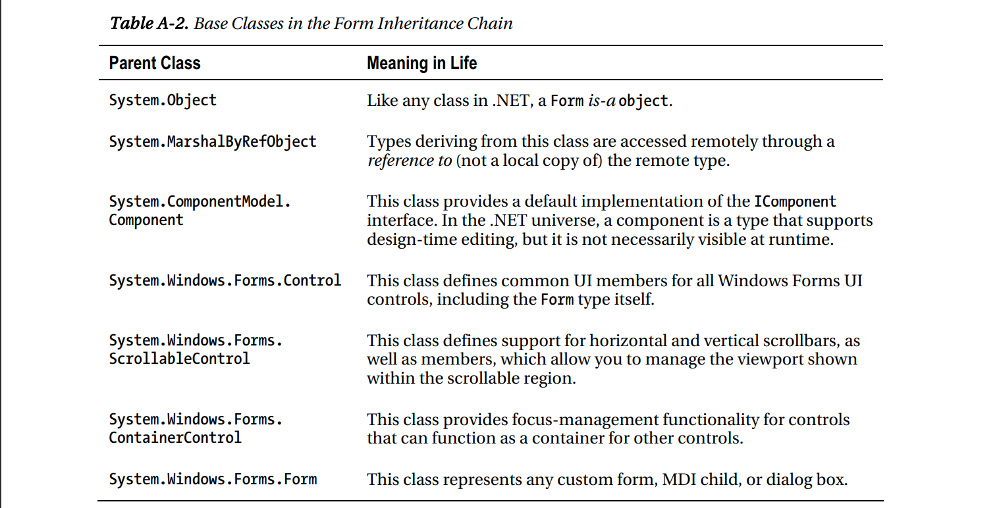 Table A-2. Base Classes in the Form Inheritance Chain
Parent Class Meaning in Life
System.Object Like any class in .NET, a Form is-a object.
System.MarshalByRefObject Types deriving from this class are accessed remotely through a
reference to (not a local copy of) the remote type.
System.ComponentModel. This class provides a default implementation of the IComponent
Component interface. In the .NET universe, a component is a type that supports
design-time editing, but it is not necessarily visible at runtime.
System.Windows.Forms.Control This class defines common UI members for all Windows Forms UI
controls, including the Form type itself.
System.Windows.Forms. This class defines support for horizontal and vertical scrollbars, as
ScrollableControl well as members, which allow you to manage the viewport shown
within the scrollable region.
System.Windows.Forms. This class provides focus-management functionality for controls
ContainerControl that can function as a container for other controls.
System.Windows.Forms.Form This class represents any custom form, MDI child, or dialog box.